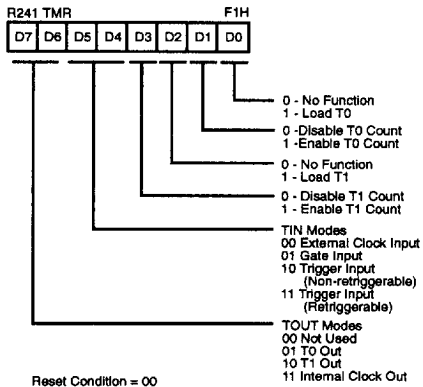 R241 TMR F1H
D7 D6 D5 D4 D3 D2 D1 D0
0 - No Function
1 - Load T0
0 -Disable T0 Count
1 -Enable T0 Count
0 - No Function
1 - Load T1
0 - Disable T1 Count
1 - Enable T1 Count
TIN Modes
00 External Clock Input
01 Gate Input
10 Trigger Input
(Non-retriggerable)
11 Trigger Input
(Retriggerable)
TOUT Modes
00 Not Used
01 T0 Out
10 T1 Out
11 Internal Clock Out
Reset Condition = 00